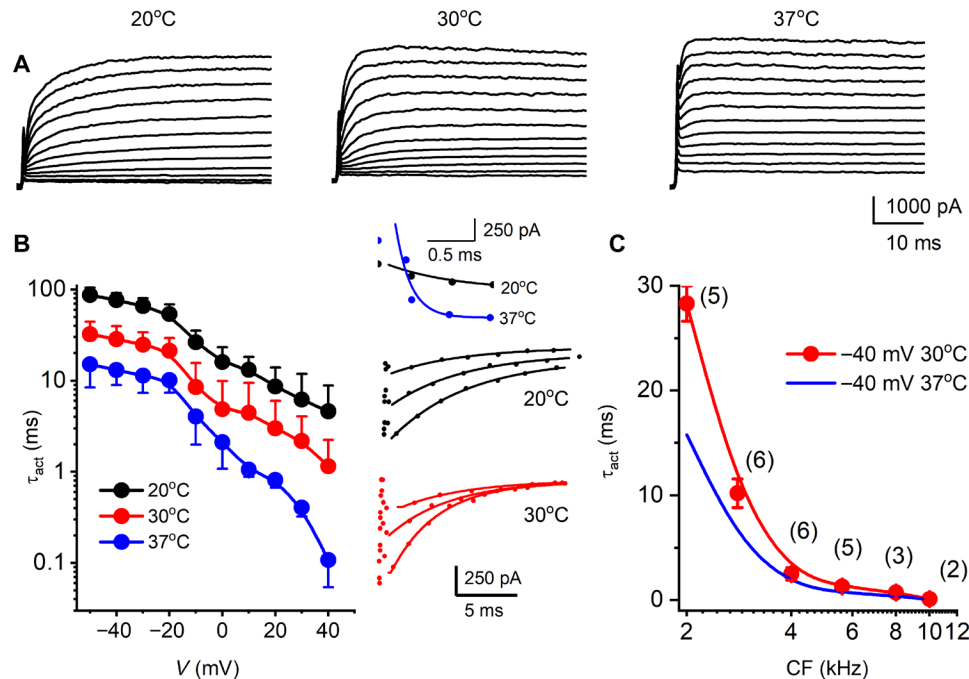 20°C 30°C 37°C
A
1000 pA
10 ms
B
250 pA
0.5 ms
20°C
37°C
20°C
30°C
250 pA
5 ms
100
10
1
0.1
τact (ms)
20°C
30°C
37°C
−40 −20 0 20 40
V (mV)
C
30
20
10
0
τact (ms)
(5)
(6)
(6)
(5)
(3)
(2)
−40 mV 30°C
−40 mV 37°C
2 4 6 8 10 12
CF (kHz)